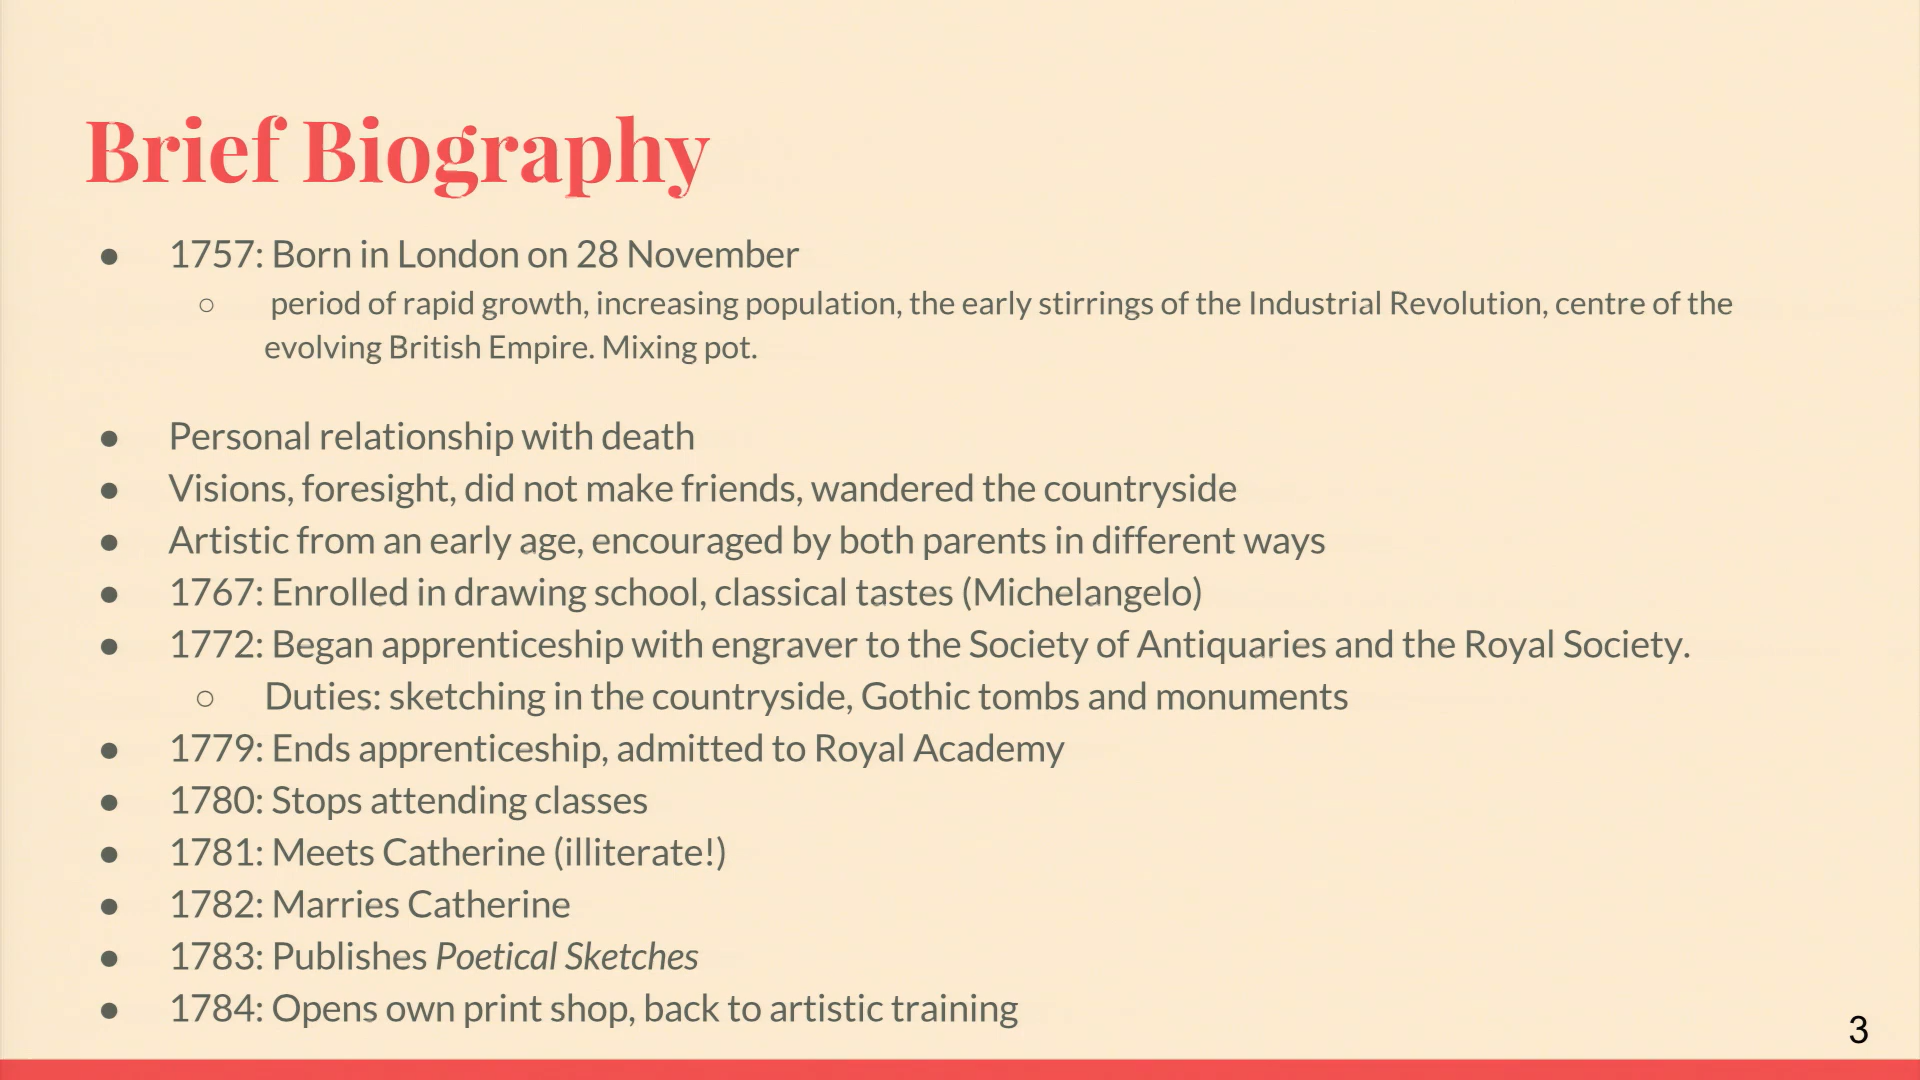 Brief Biography
● 1757: Born in London on 28 November
○ period of rapid growth, increasing population, the early stirrings of the Industrial Revolution, centre of the
evolving British Empire. Mixing pot.
● Personal relationship with death
● Visions, foresight, did not make friends, wandered the countryside
● Artistic from an early age, encouraged by both parents in different ways
● 1767: Enrolled in drawing school, classical tastes (Michelangelo)
● 1772: Began apprenticeship with engraver to the Society of Antiquaries and the Royal Society.
○ Duties: sketching in the countryside, Gothic tombs and monuments
● 1779: Ends apprenticeship, admitted to Royal Academy
● 1780: Stops attending classes
● 1781: Meets Catherine (illiterate!)
● 1782: Marries Catherine
● 1783: Publishes Poetical Sketches
● 1784: Opens own print shop, back to artistic training
3